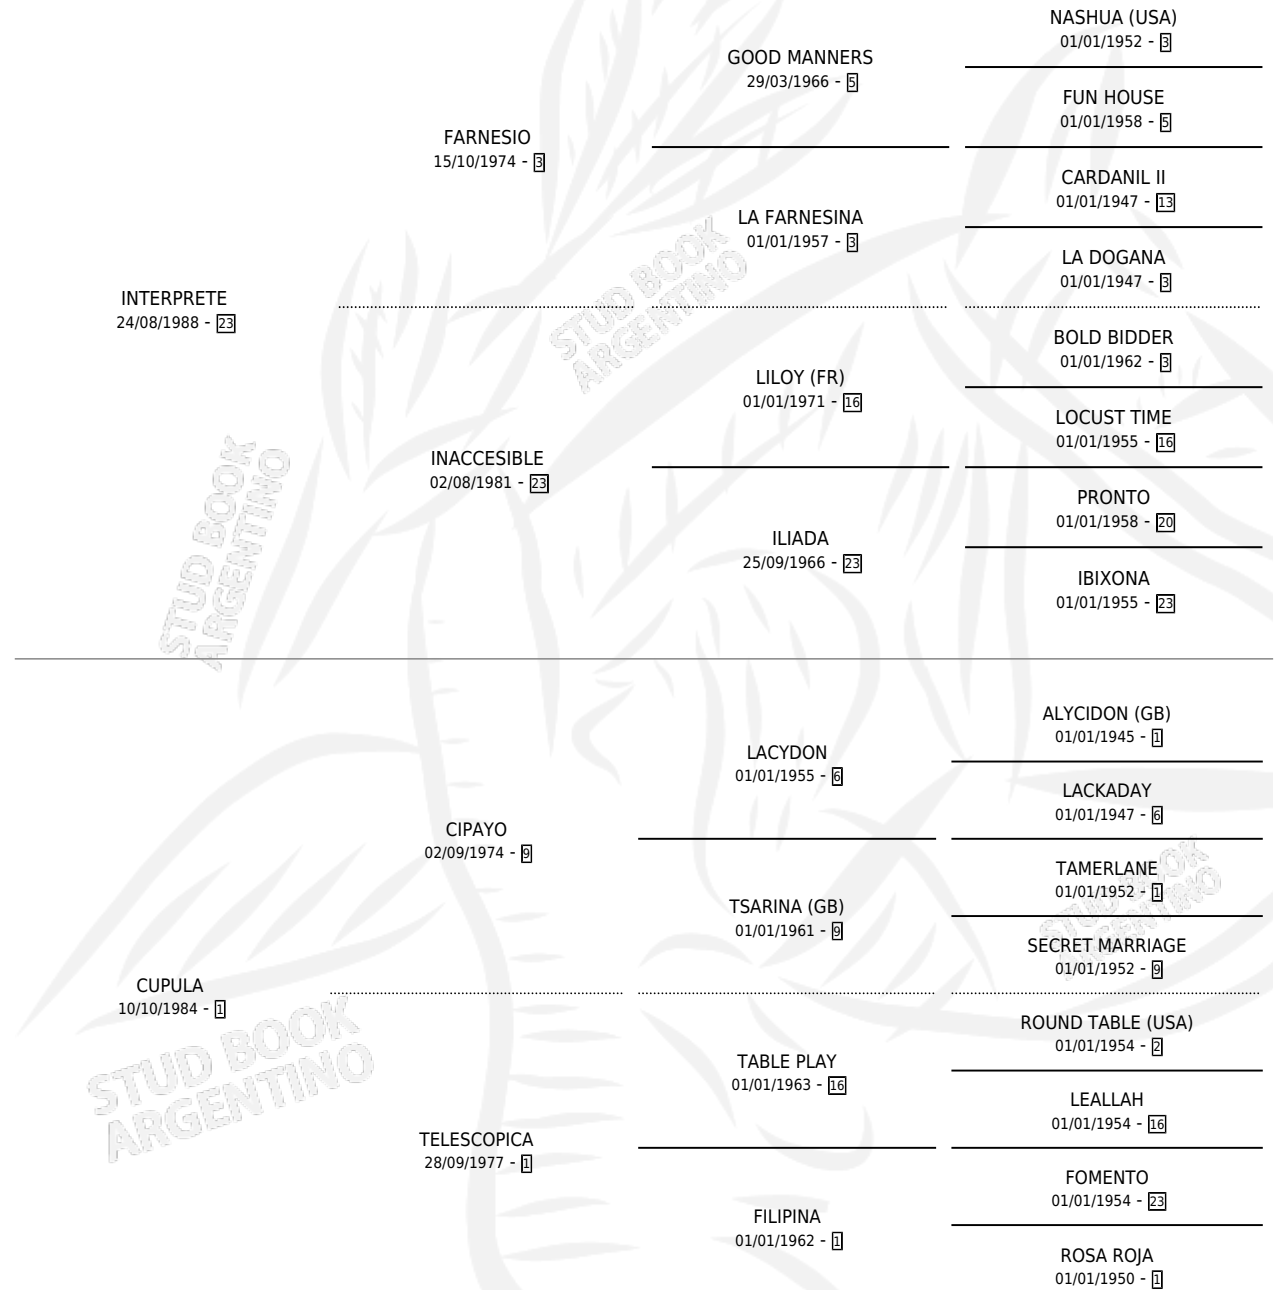 NASHUA (USA)
01/01/1952 - 3
GOOD MANNERS
29/03/1966 - 5
FUN HOUSE
01/01/1958 - 5
FARNESIO
15/10/1974 - 3
CARDANIL II
01/01/1947 - 13
LA FARNESINA
01/01/1957 - 3
LA DOGANA
01/01/1947 - 3
INTERPRETE
24/08/1988 - 23
BOLD BIDDER
01/01/1962 - 3
LILOY (FR)
01/01/1971 - 16
LOCUST TIME
01/01/1955 - 16
INACCESIBLE
02/08/1981 - 23
PRONTO
01/01/1958 - 20
ILIADA
25/09/1966 - 23
IBIXONA
01/01/1955 - 23
STUD BOOK
ARGENTINO
STUD BOOK
ARGENTINO
ALYCIDON (GB)
01/01/1945 - 1
LACYDON
01/01/1955 - 6
LACKADAY
01/01/1947 - 6
CIPAYO
02/09/1974 - 9
TAMERLANE
01/01/1952 - 1
TSARINA (GB)
01/01/1961 - 9
SECRET MARRIAGE
01/01/1952 - 9
STUD BOOK
ARGENTINO
CUPULA
10/10/1984 - 1
ROUND TABLE (USA)
01/01/1954 - 2
TABLE PLAY
01/01/1963 - 16
LEALLAH
01/01/1954 - 16
STUD BOOK
ARGENTINO
TELESCOPICA
28/09/1977 - 1
FOMENTO
01/01/1954 - 23
FILIPINA
01/01/1962 - 1
ROSA ROJA
01/01/1950 - 1